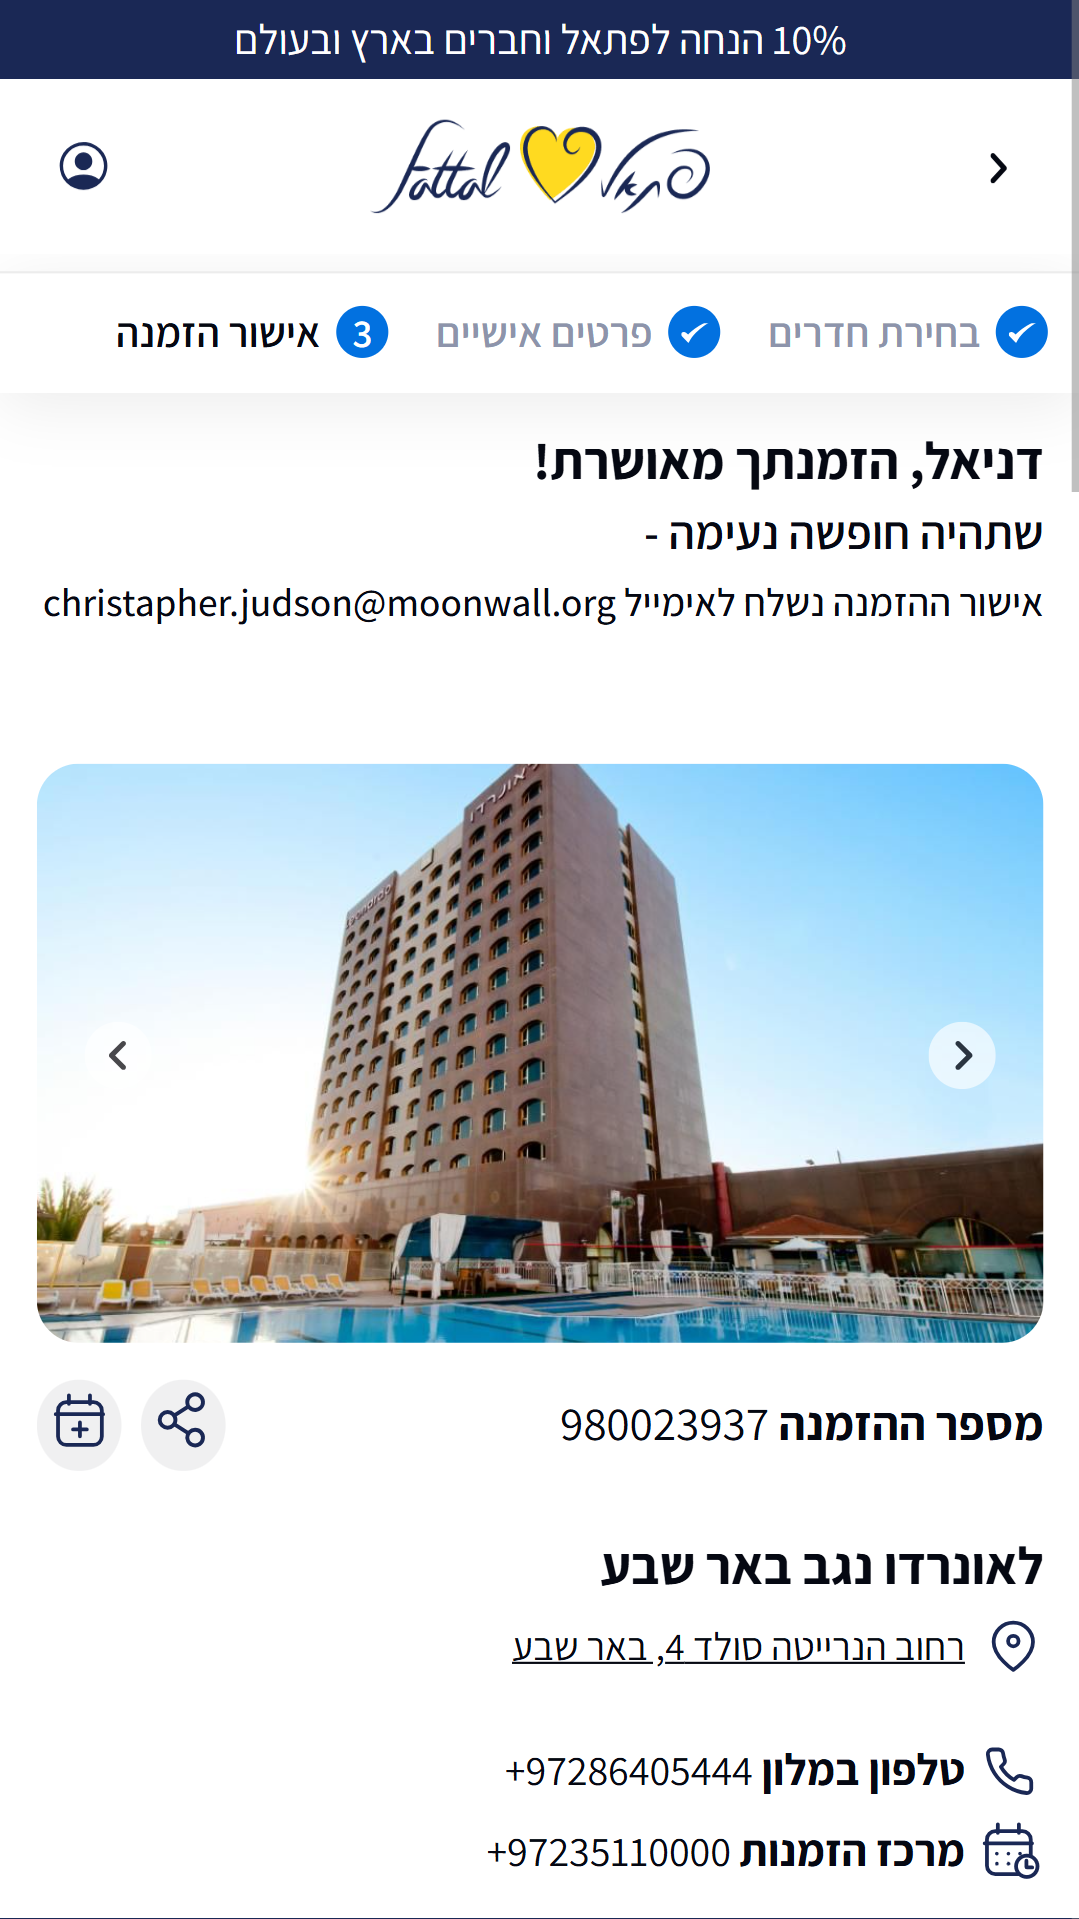 10% הנחה לפתאל וחברים בארץ ובעולם
פתאל Fattal
בחירת חדרים פרטים אישיים 3 אישור הזמנה
דניאל, הזמנתך מאושרת!
שתהיה חופשה נעימה -
אישור ההזמנה נשלח לאימייל christapher.judson@moonwall.org
לאונרדו
Leonardo
מספר ההזמנה 980023937
לאונרדו נגב באר שבע
רחוב הנרייטה סולד 4, באר שבע
טלפון במלון 97286405444+
מרכז הזמנות 97235110000+